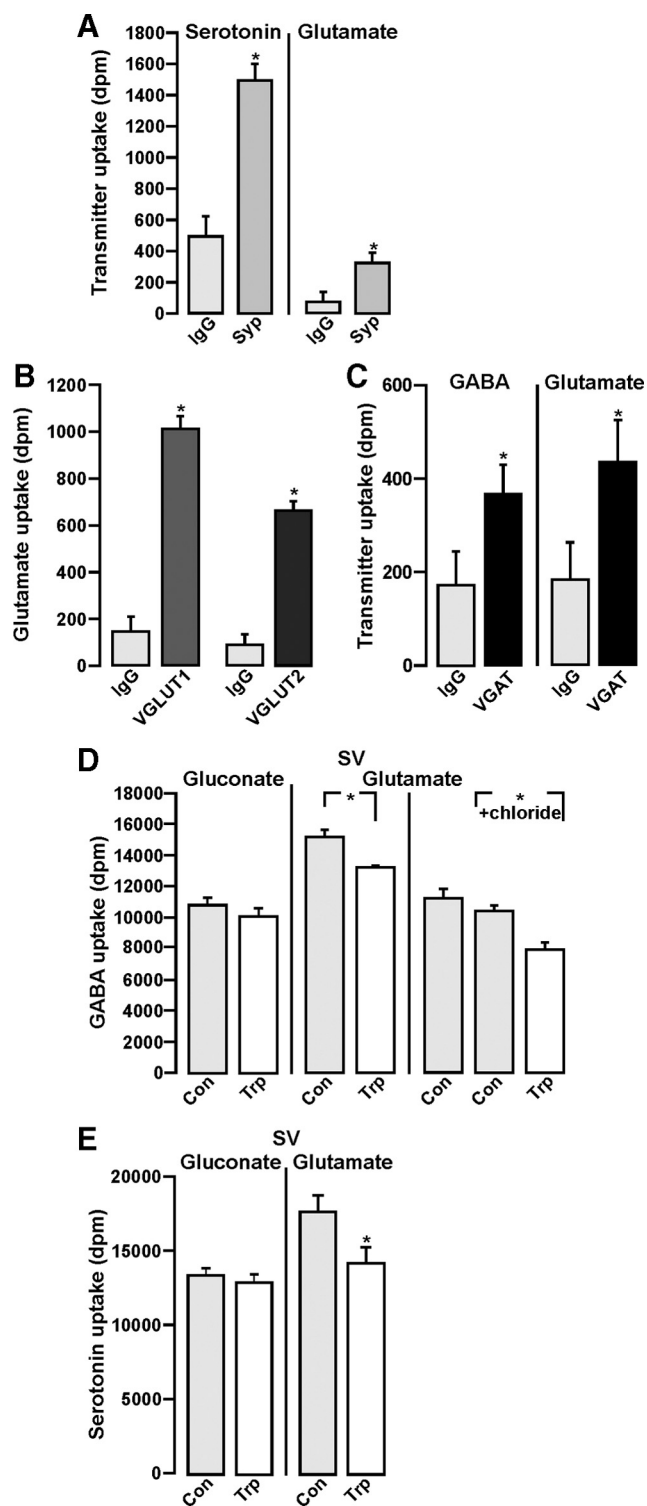 A
Serotonin Glutamate
Transmitter uptake (dpm)
1800
1600
1400
1200
1000
800
600
400
200
0
* *
IgG Syp IgG Syp
B
Glutamate uptake (dpm)
1200
1000
800
600
400
200
0
* *
IgG VGLUT1 IgG VGLUT2
C
GABA Glutamate
Transmitter uptake (dpm)
600
400
200
0
* *
IgG VGAT IgG VGAT
D
SV
Gluconate Glutamate
GABA uptake (dpm)
18000
16000
14000
12000
10000
8000
6000
4000
2000
0
* *
+chloride
Con Trp Con Trp Con Con Trp
E
SV
Gluconate Glutamate
Serotonin uptake (dpm)
20000
15000
10000
5000
0
*
Con Trp Con Trp